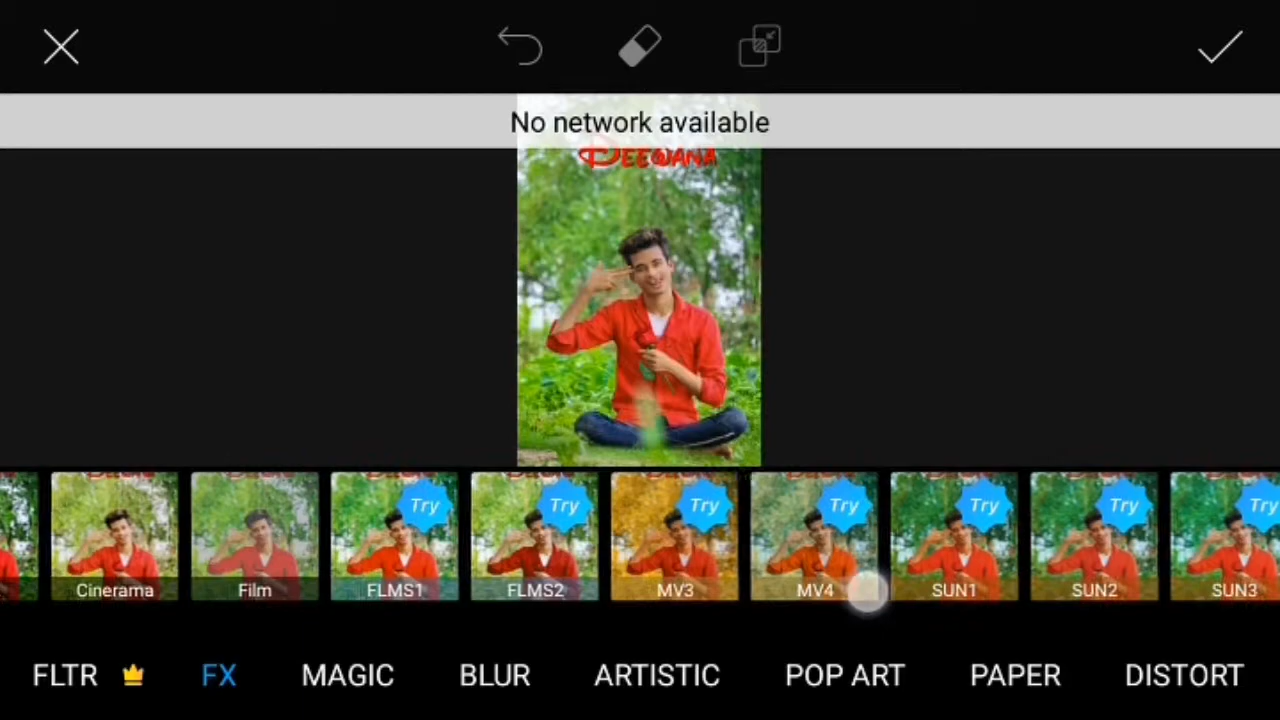 No network available
DEEWANA
Try
Try
Try
Try
Try
Try
Try
Cinerama
Film
FLMS1
FLMS2
MV3
MV4
SUN1
SUN2
SUN3
FLTR FX MAGIC BLUR ARTISTIC POP ART PAPER DISTORT